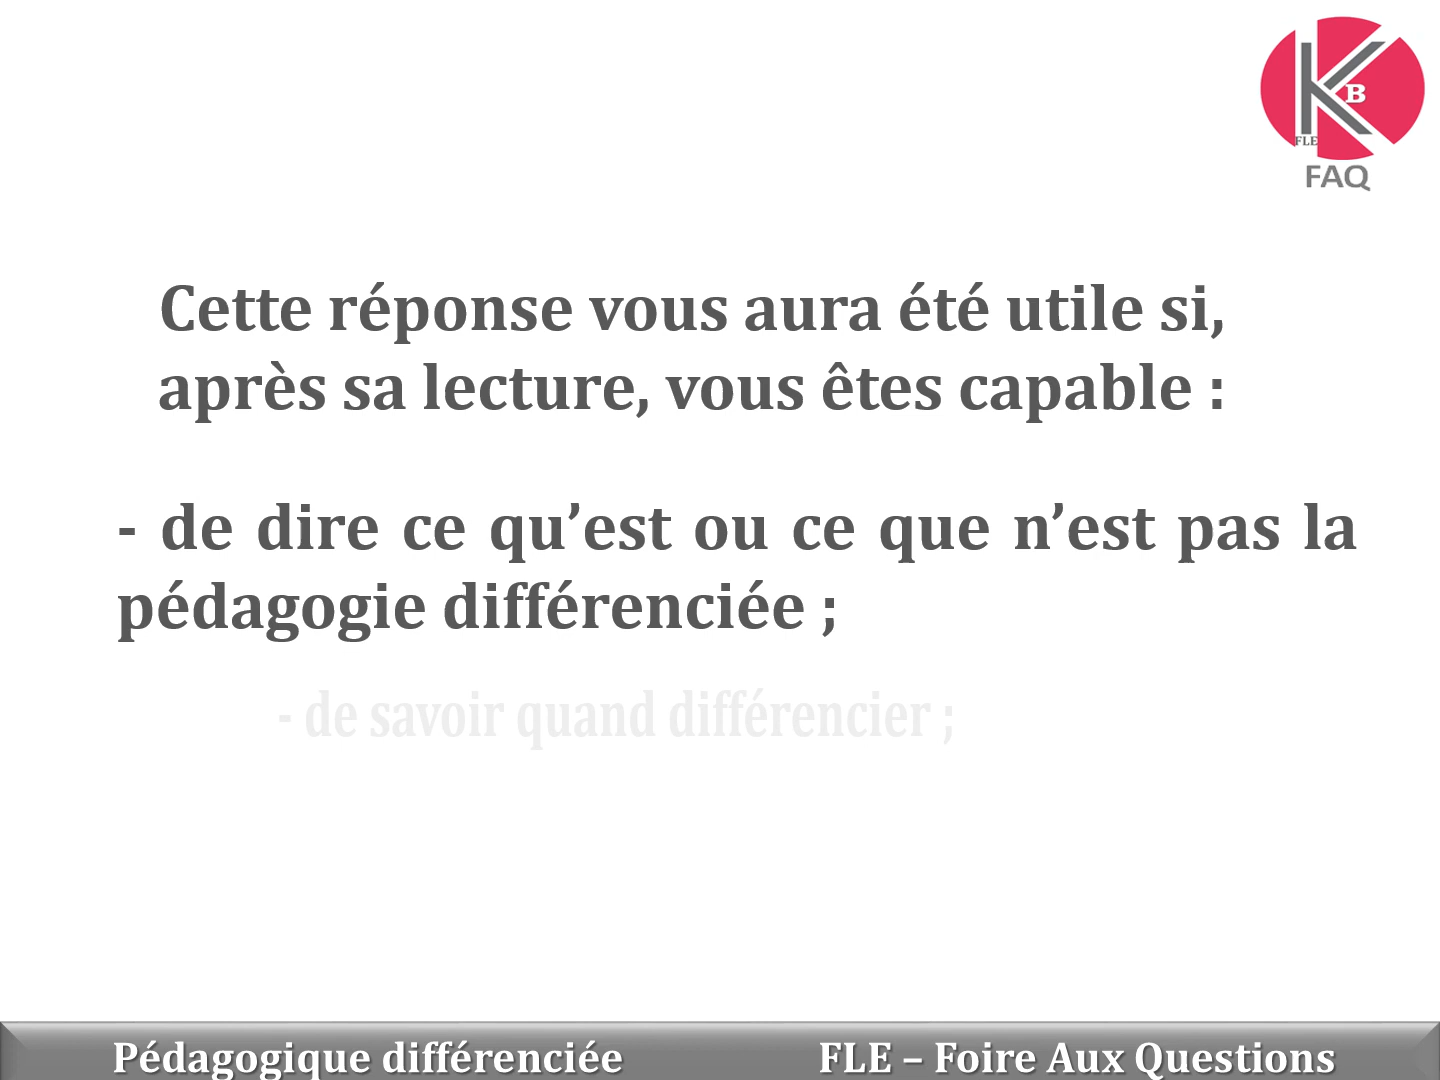 K
B
FLE
FAQ
Cette réponse vous aura été utile si,
après sa lecture, vous êtes capable :
- de dire ce qu’est ou ce que n’est pas la
pédagogie différenciée ;
- de savoir quand différencier ;
Pédagogique différenciée FLE – Foire Aux Questions